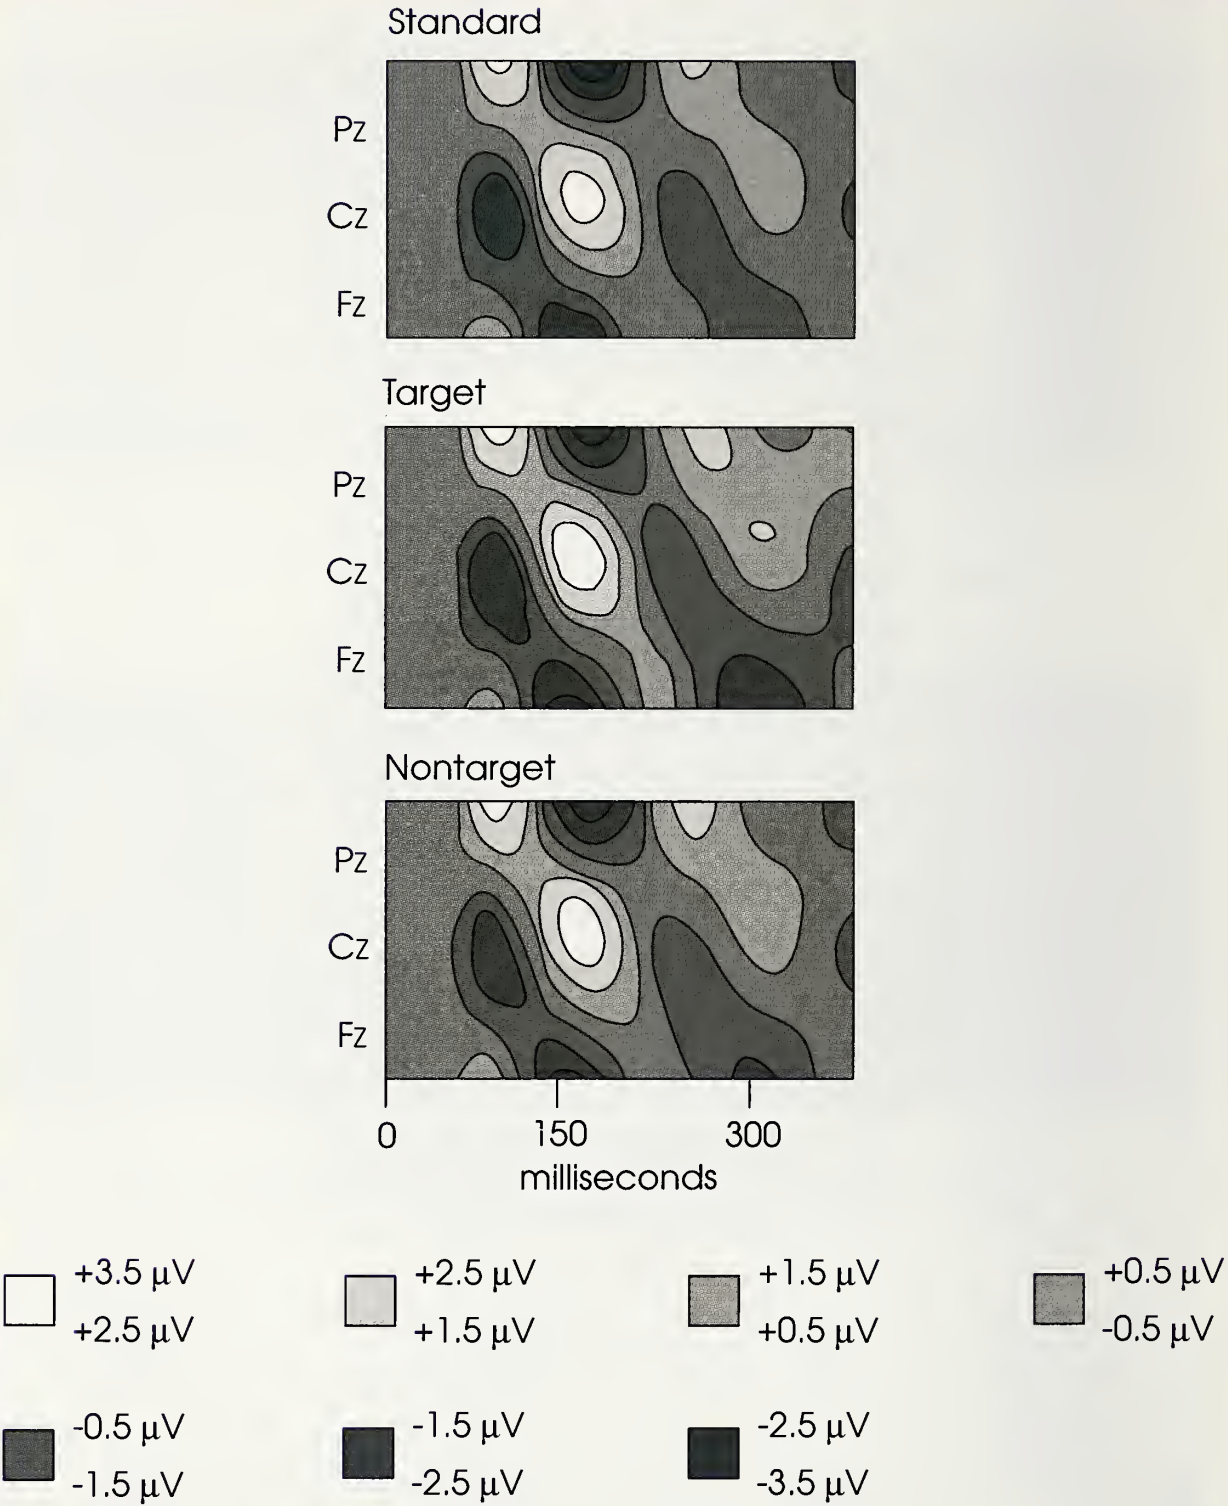 Standard
Pz
Cz
Fz
Target
Pz
Cz
Fz
Nontarget
Pz
Cz
Fz
0 150 300
milliseconds
+3.5 µV +2.5 µV +1.5 µV +0.5 µV
+2.5 µV +1.5 µV +0.5 µV -0.5 µV
-0.5 µV -1.5 µV -2.5 µV
-1.5 µV -2.5 µV -3.5 µV